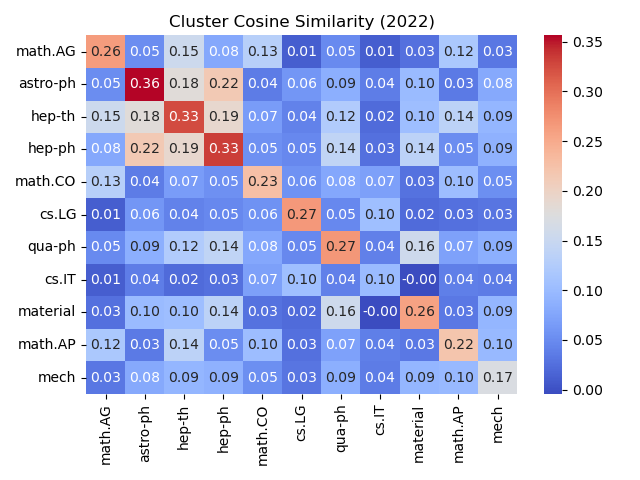 Cluster Cosine Similarity (2022)
math.AG 0.26 0.05 0.15 0.08 0.13 0.01 0.05 0.01 0.03 0.12 0.03
astro-ph 0.05 0.36 0.18 0.22 0.04 0.06 0.09 0.04 0.10 0.03 0.08
hep-th 0.15 0.18 0.33 0.19 0.07 0.04 0.12 0.02 0.10 0.14 0.09
hep-ph 0.08 0.22 0.19 0.33 0.05 0.05 0.14 0.03 0.14 0.05 0.09
math.CO 0.13 0.04 0.07 0.05 0.23 0.06 0.08 0.07 0.03 0.10 0.05
cs.LG 0.01 0.06 0.04 0.05 0.06 0.27 0.05 0.10 0.02 0.03 0.03
qua-ph 0.05 0.09 0.12 0.14 0.08 0.05 0.27 0.04 0.16 0.07 0.09
cs.IT 0.01 0.04 0.02 0.03 0.07 0.10 0.04 0.10 -0.00 0.04 0.04
material 0.03 0.10 0.10 0.14 0.03 0.02 0.16 -0.00 0.26 0.03 0.09
math.AP 0.12 0.03 0.14 0.05 0.10 0.03 0.07 0.04 0.03 0.22 0.10
mech 0.03 0.08 0.09 0.09 0.05 0.03 0.09 0.04 0.09 0.10 0.17
math.AG astro-ph hep-th hep-ph math.CO cs.LG qua-ph cs.IT material math.AP mech
0.35
0.30
0.25
0.20
0.15
0.10
0.05
0.00